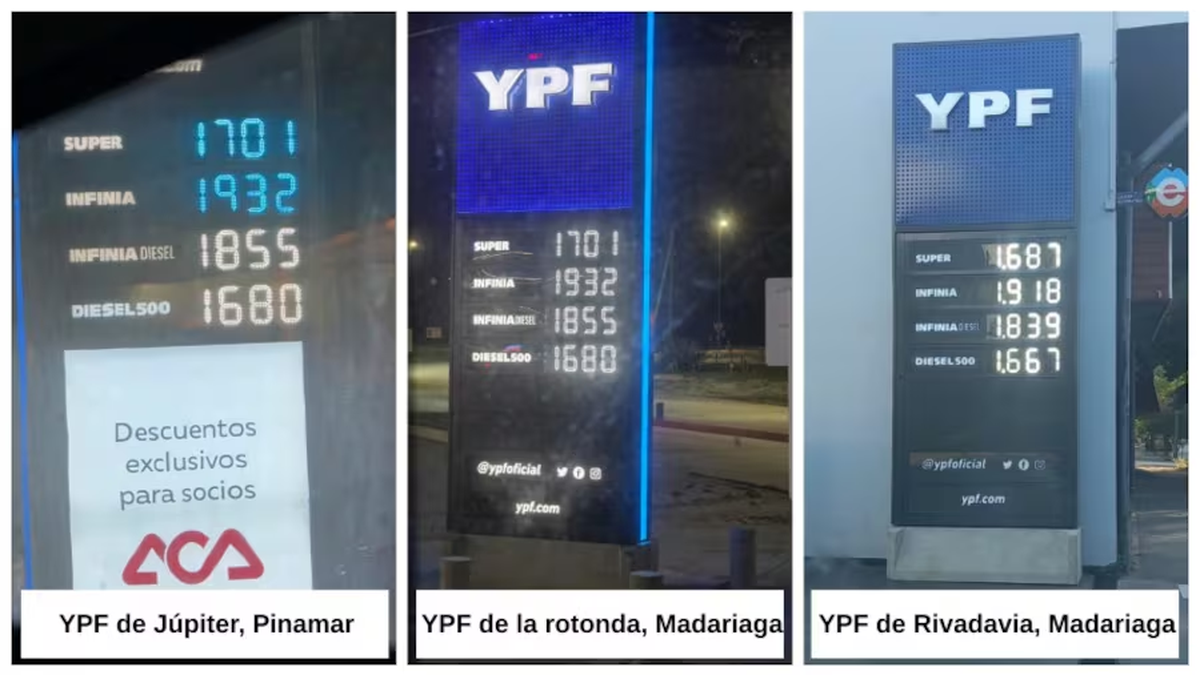 SUPER 1701
INFINIA 1932
INFINIA DIESEL 1855
DIESEL500 1680
Descuentos
exclusivos
para socios
ACA
YPF de Júpiter, Pinamar
YPF
SUPER 1701
INFINIA 1932
INFINIA DIESEL 1855
DIESEL500 1680
@ypfoficial
ypf.com
YPF de la rotonda, Madariaga
YPF
SUPER 1.687
INFINIA 1.918
INFINIA DIESEL 1.839
DIESEL500 1.667
@ypfoficial
ypf.com
e
YPF de Rivadavia, Madariaga